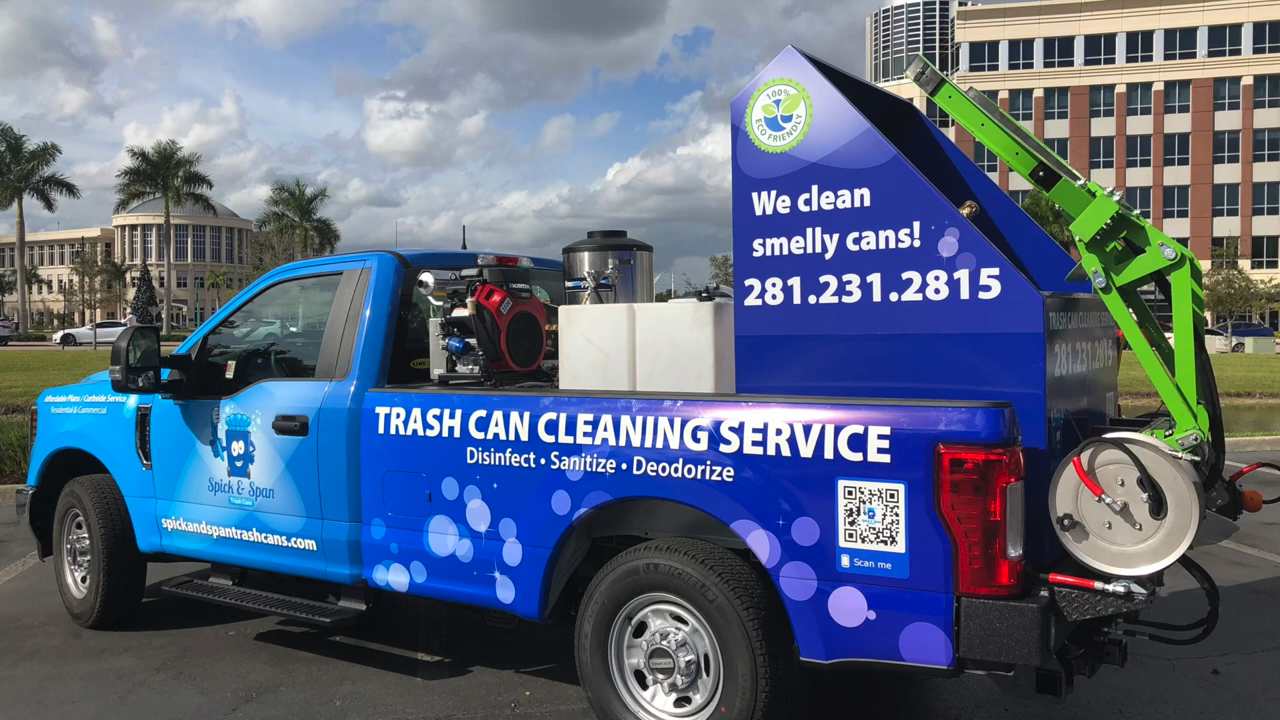 100%
ECO FRIENDLY
We clean
smelly cans!
281.231.2815
TRASH CAN CLEANING SERVICE
281.231.2815
HONDA
Affordable Plans / Curbside Service
Residential & Commercial
TRASH CAN CLEANING SERVICE
Disinfect • Sanitize • Deodorize
Spick & Span
Trash Cans
spickandspantrashcans.com
Scan me
MICHELIN